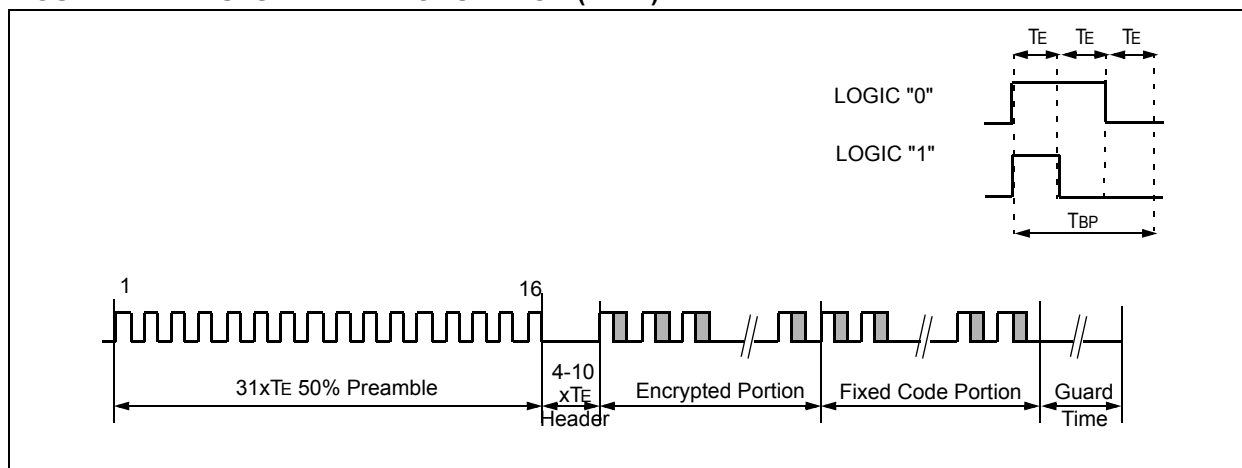 TE TE TE
LOGIC "0"
LOGIC "1"
TBP
1
16
31xTE 50% Preamble
4-10
xTE
Header
Encrypted Portion
Fixed Code Portion
Guard
Time